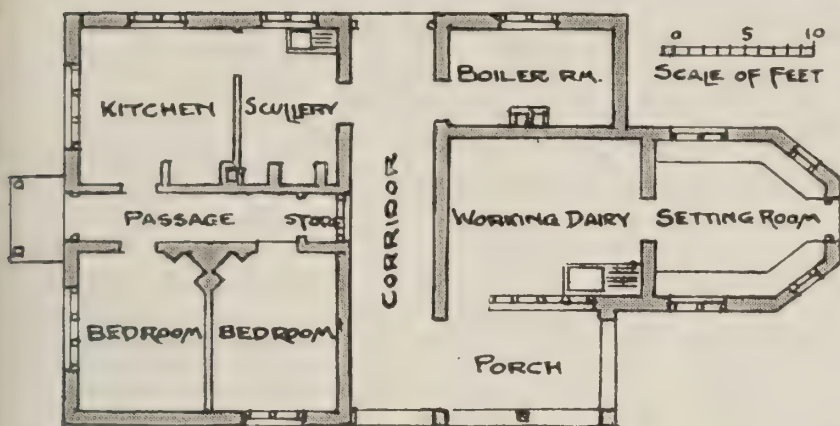 0 5 10
SCALE OF FEET
BOILER RM.
KITCHEN
SCULLERY
CORRIDOR
PASSAGE
STORE
WORKING DAIRY
SETTING ROOM
BEDROOM
BEDROOM
PORCH